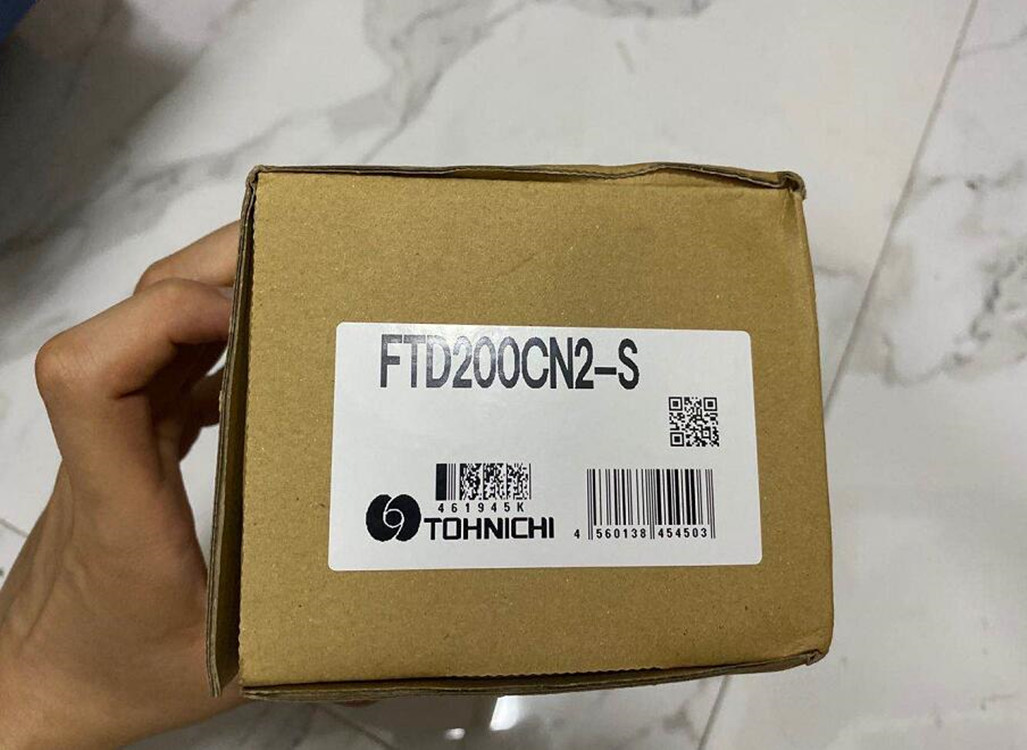 FTD200CN2-S
461945K
TOHNICHI
4 560138 454503